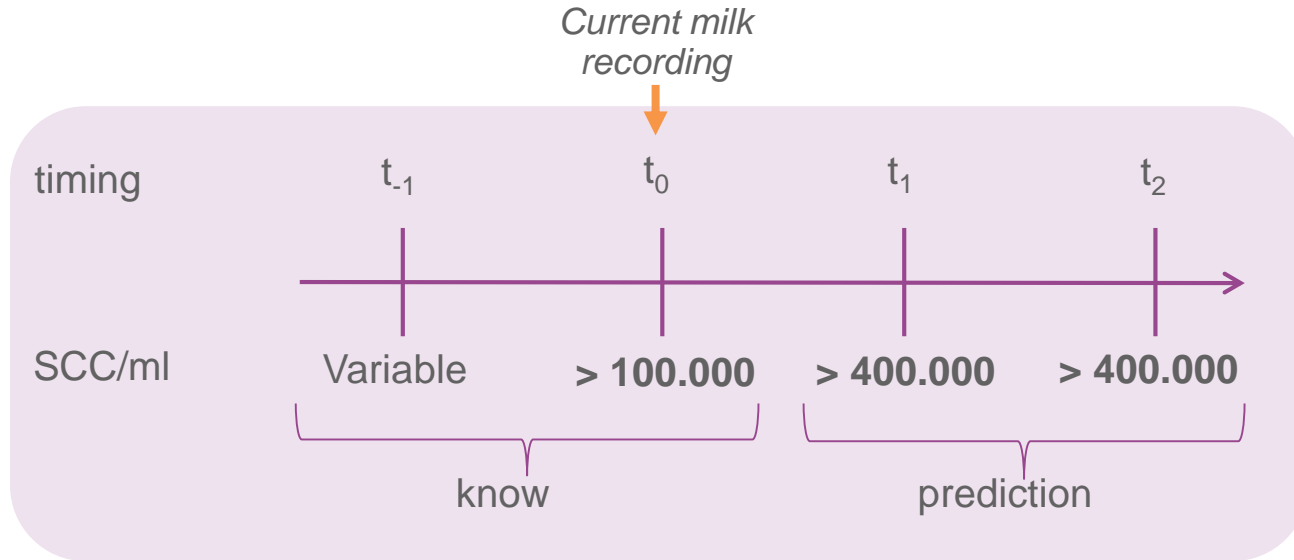 Current milk
recording
timing t₋₁ t₀ t₁ t₂
SCC/ml Variable > 100.000 > 400.000 > 400.000
know prediction